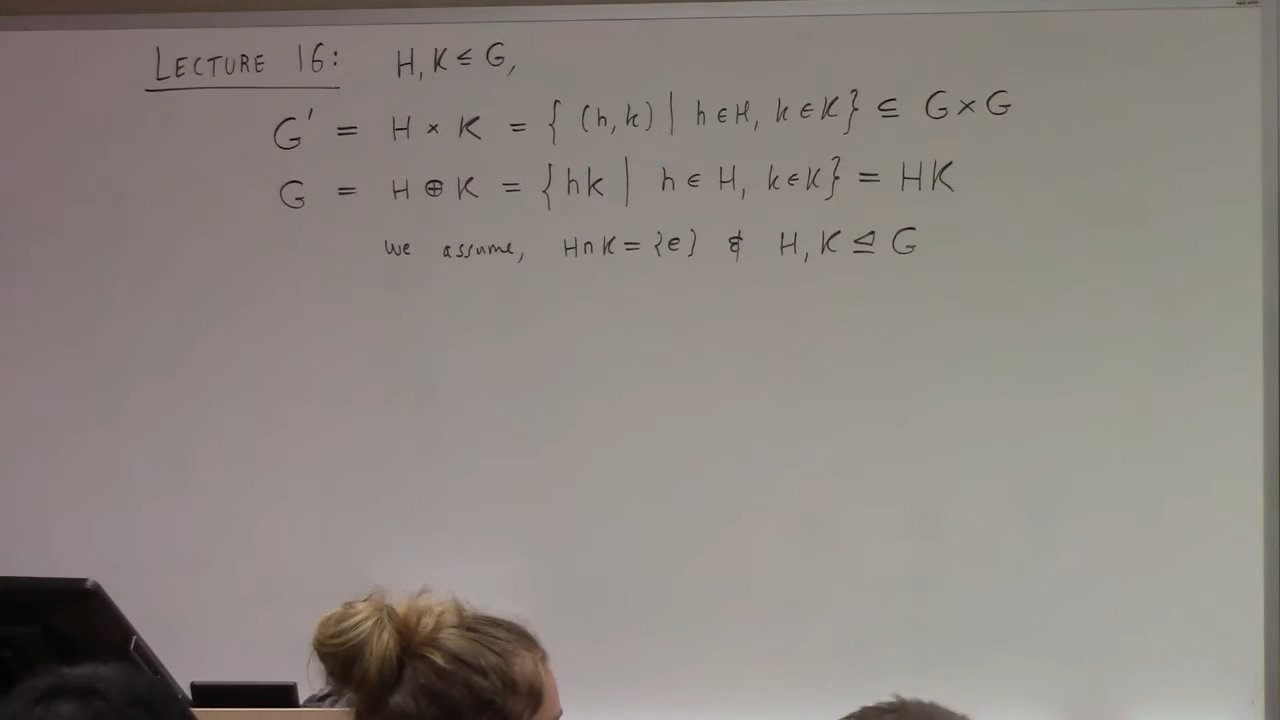 LECTURE 16: H, K ≤ G,
G' = H × K = { (h, k) | h ∈ H, k ∈ K } ⊆ G × G
G = H ⊕ K = { hk | h ∈ H, k ∈ K } = HK
we assume, H ∩ K = {e} & H, K ⊴ G